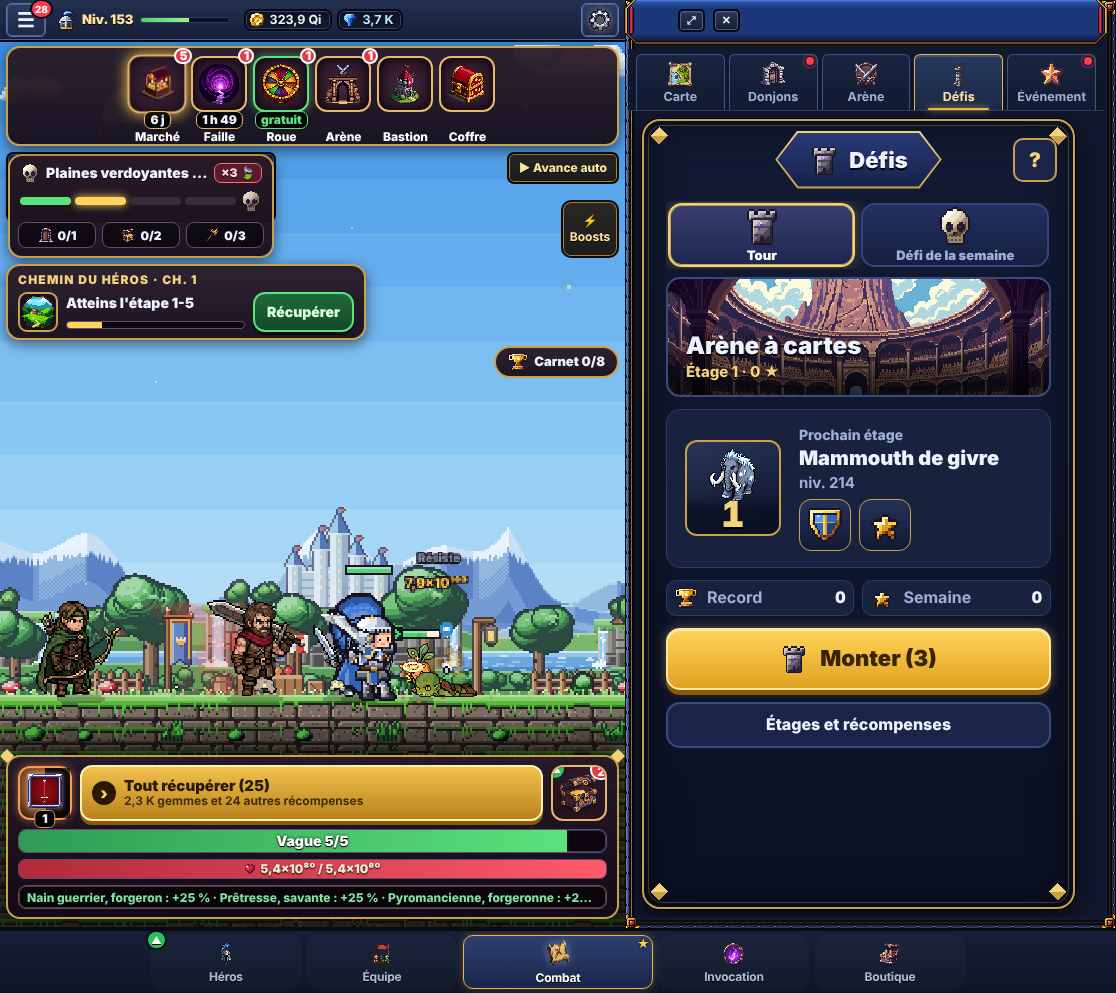 28
Niv. 153
323,9 Qi
3,7 K
5
1
1
1
6 j
1 h 49
gratuit
Marché
Faille
Roue
Arène
Bastion
Coffre
Plaines verdoyantes ...
×3
Avance auto
0/1
0/2
0/3
Boosts
CHEMIN DU HÉROS · CH. 1
Atteins l'étape 1-5
Récupérer
Carnet 0/8
Résiste
Tout récupérer (25)
2,3 K gemmes et 24 autres récompenses
1
Vague 5/5
5,4×10⁸⁰ / 5,4×10⁸⁰
Nain guerrier, forgeron : +25 % · Prêtresse, savante : +25 % · Pyromancienne, forgeronne : +2...
Carte
Donjons
Arène
Défis
Événement
Défis
?
Tour
Défi de la semaine
Arène à cartes
Étage 1 · 0 ★
Prochain étage
Mammouth de givre
niv. 214
1
Record
0
Semaine
0
Monter (3)
Étages et récompenses
Héros
Équipe
Combat
Invocation
Boutique